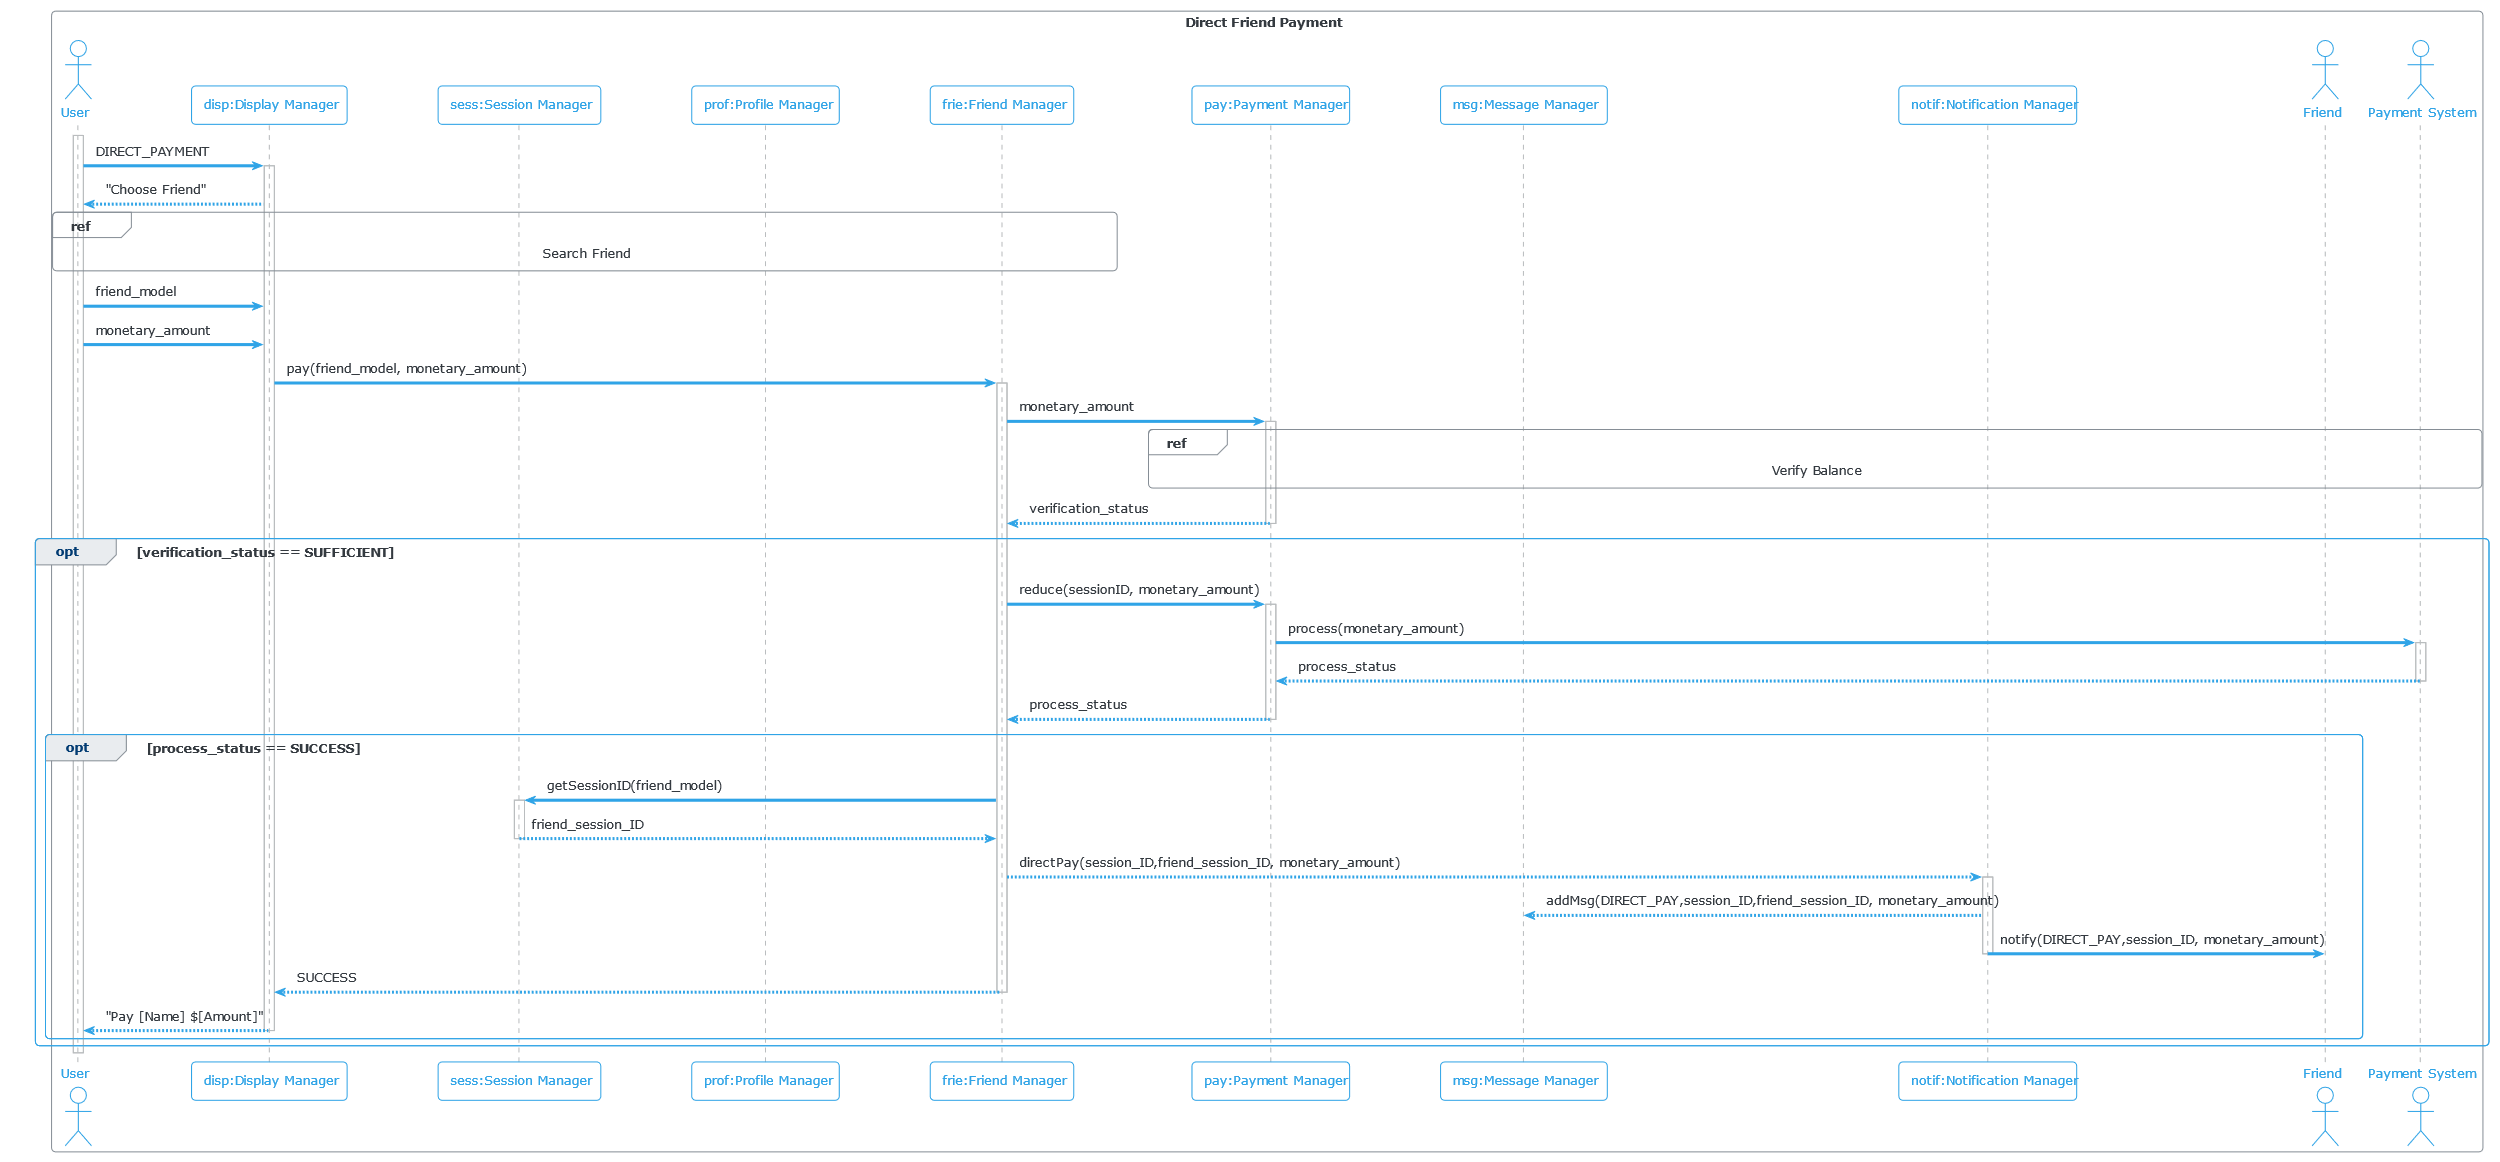 Direct Friend Payment
User
disp:Display Manager
sess:Session Manager
prof:Profile Manager
frie:Friend Manager
pay:Payment Manager
msg:Message Manager
notif:Notification Manager
Friend
Payment System
DIRECT_PAYMENT
"Choose Friend"
ref
Search Friend
friend_model
monetary_amount
pay(friend_model, monetary_amount)
monetary_amount
ref
Verify Balance
verification_status
opt
[verification_status == SUFFICIENT]
reduce(sessionID, monetary_amount)
process(monetary_amount)
process_status
process_status
opt
[process_status == SUCCESS]
getSessionID(friend_model)
friend_session_ID
directPay(session_ID,friend_session_ID, monetary_amount)
addMsg(DIRECT_PAY,session_ID,friend_session_ID, monetary_amount)
notify(DIRECT_PAY,session_ID, monetary_amount)
SUCCESS
"Pay [Name] $[Amount]"
User
disp:Display Manager
sess:Session Manager
prof:Profile Manager
frie:Friend Manager
pay:Payment Manager
msg:Message Manager
notif:Notification Manager
Friend
Payment System